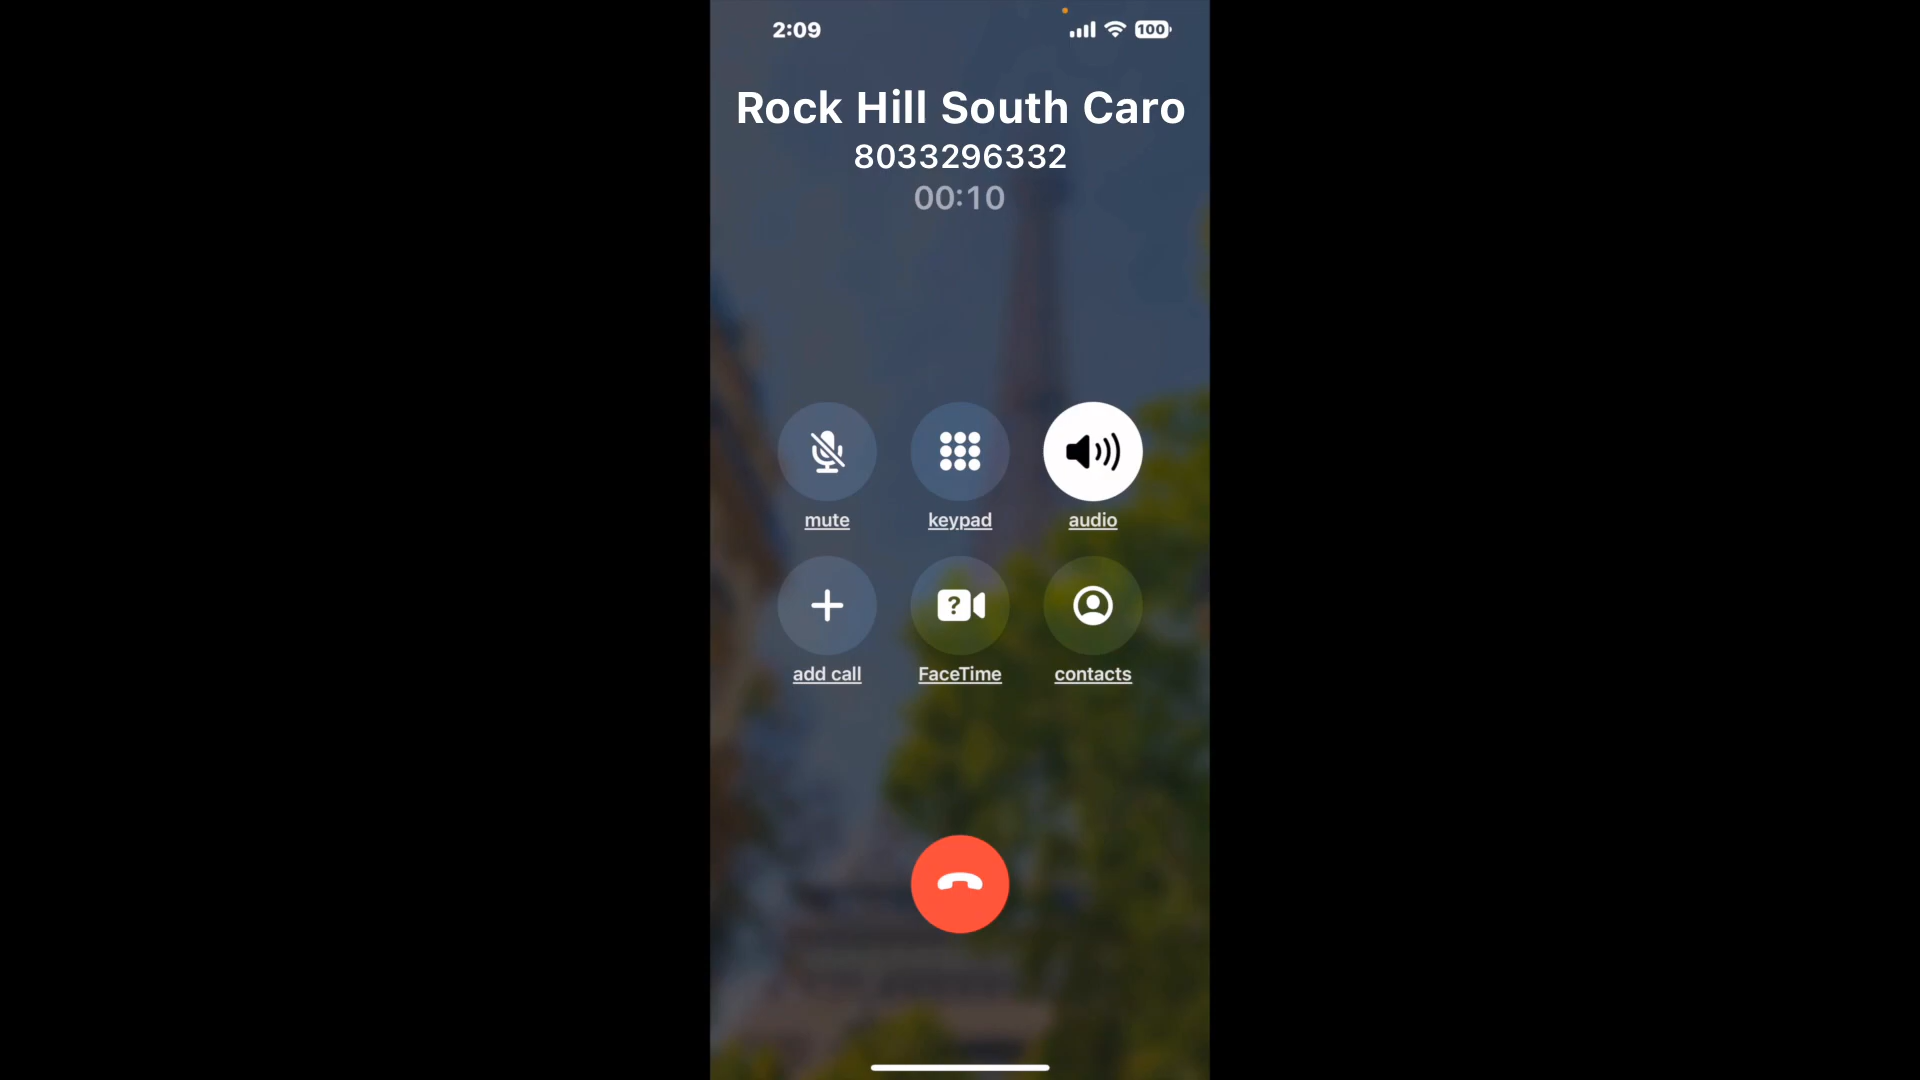 2:09
100
Rock Hill South Caro
8033296332
00:10
mute
keypad
audio
?
add call
FaceTime
contacts